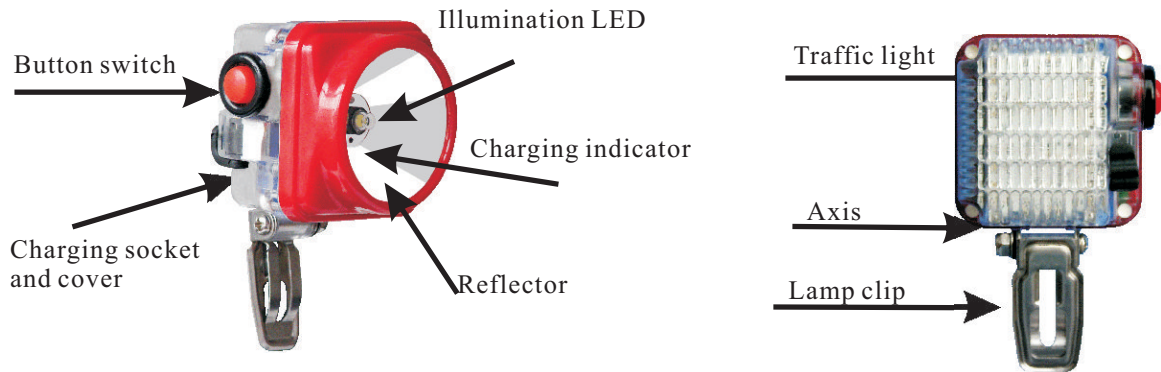 Illumination LED
Button switch
Traffic light
Charging indicator
Axis
Charging socket
and cover
Reflector
Lamp clip